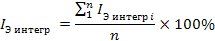 I_Э интегр = (∑_1^n I_Э интегр i) / n × 100%